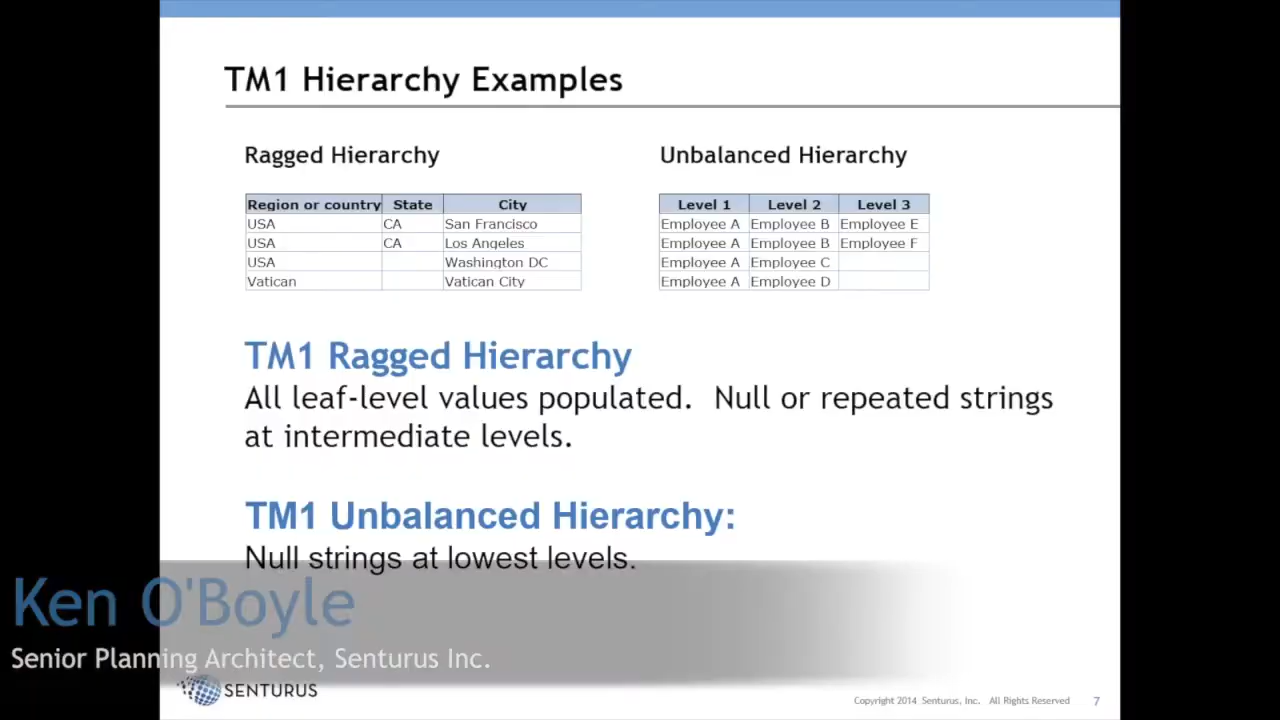 TM1 Hierarchy Examples
Ragged Hierarchy
Region or country State City
USA CA San Francisco
USA CA Los Angeles
USA Washington DC
Vatican Vatican City
Unbalanced Hierarchy
Level 1 Level 2 Level 3
Employee A Employee B Employee E
Employee A Employee B Employee F
Employee A Employee C
Employee A Employee D
TM1 Ragged Hierarchy
All leaf-level values populated. Null or repeated strings
at intermediate levels.
TM1 Unbalanced Hierarchy:
Null strings at lowest levels.
Ken O'Boyle
Senior Planning Architect, Senturus Inc.
SENTURUS
Copyright 2014 Senturus, Inc. All Rights Reserved 7